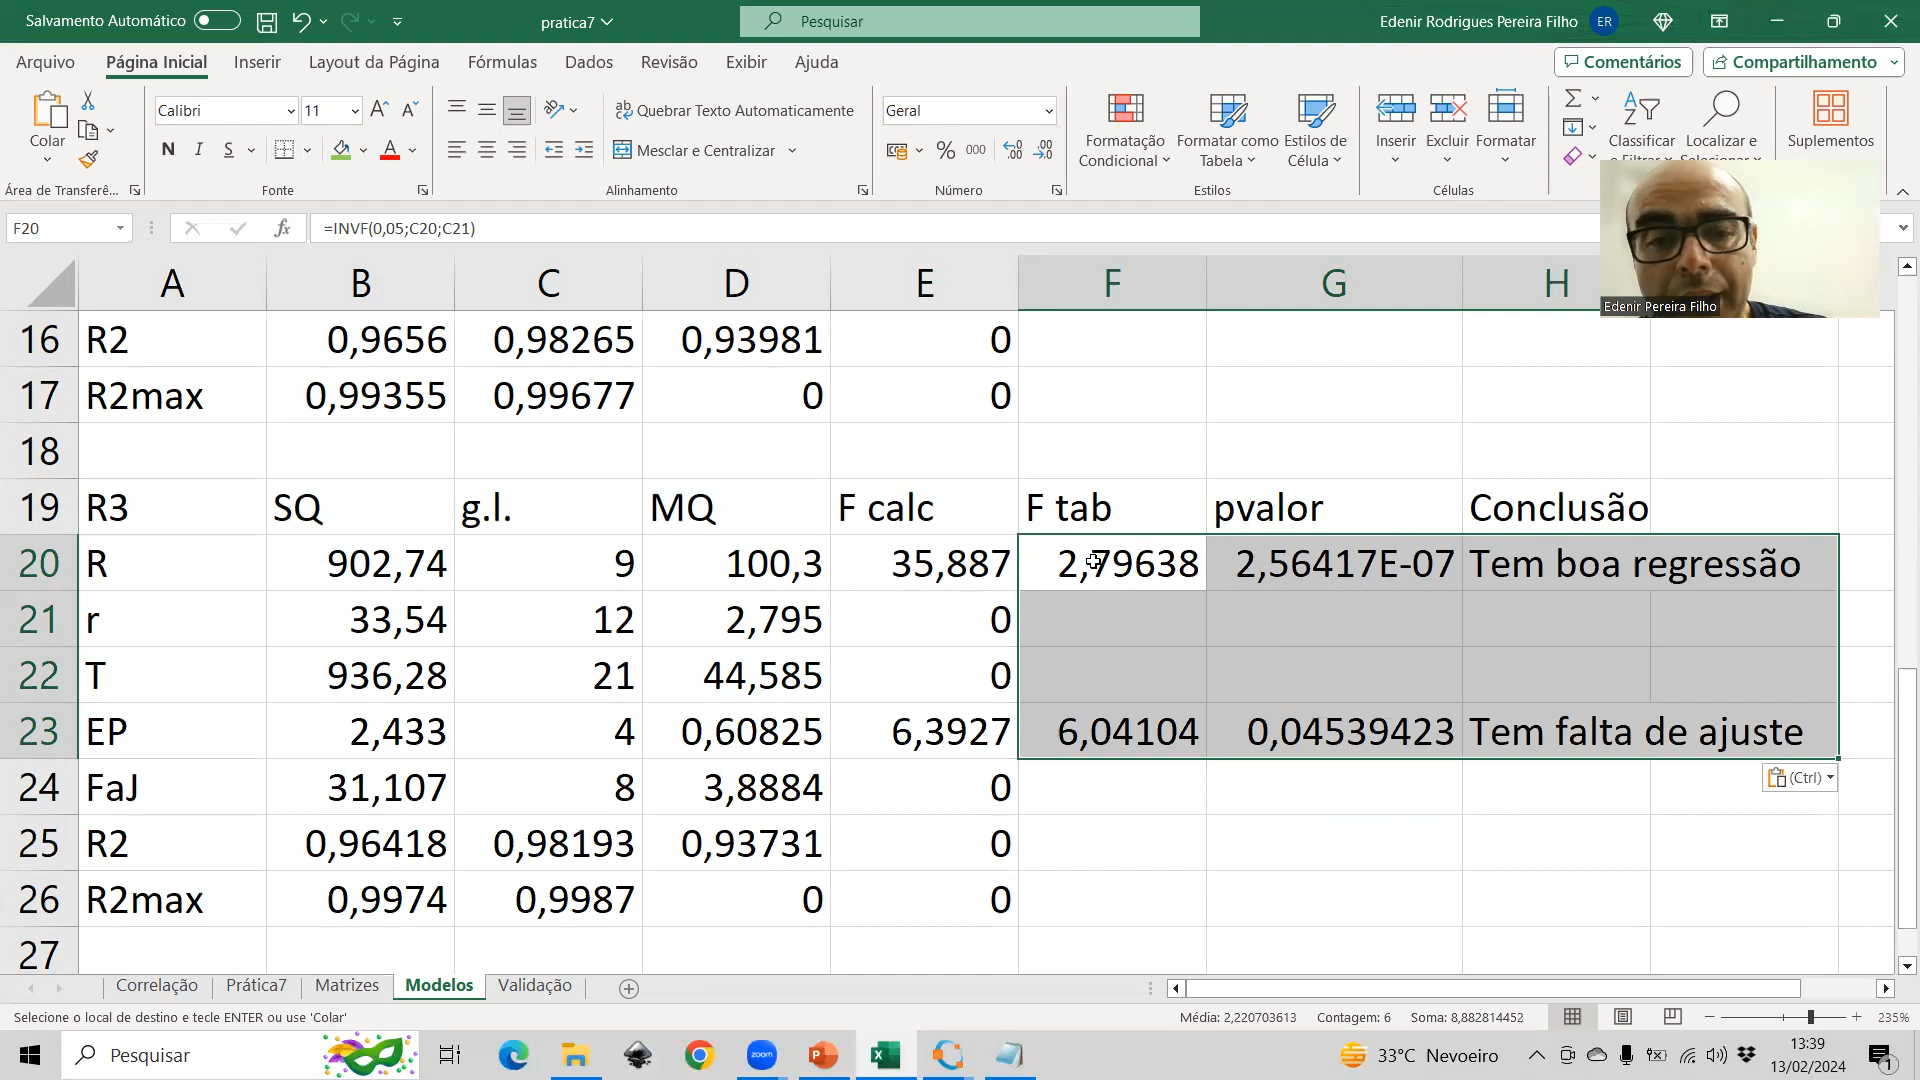 Salvamento Automático
pratica7
Pesquisar
Edenir Rodrigues Pereira Filho
ER
Arquivo
Página Inicial
Inserir
Layout da Página
Fórmulas
Dados
Revisão
Exibir
Ajuda
Comentários
Compartilhamento
Colar
Calibri
11
A A
N I S A
ab Quebrar Texto Automaticamente
Mesclar e Centralizar
Geral
% 000
Formatação Condicional
Formatar como Tabela
Estilos de Célula
Inserir
Excluir
Formatar
Classificar e Filtrar
Localizar e Selecionar
Suplementos
Área de Transferê...
Fonte
Alinhamento
Número
Estilos
Células
F20
fx
=INVF(0,05;C20;C21)
Edenir Pereira Filho
A B C D E F G H
16 R2 0,9656 0,98265 0,93981 0
17 R2max 0,99355 0,99677 0 0
18
19 R3 SQ g.l. MQ F calc F tab pvalor Conclusão
20 R 902,74 9 100,3 35,887 2,79638 2,56417E-07 Tem boa regressão
21 r 33,54 12 2,795 0
22 T 936,28 21 44,585 0
23 EP 2,433 4 0,60825 6,3927 6,04104 0,04539423 Tem falta de ajuste
24 FaJ 31,107 8 3,8884 0
(Ctrl)
25 R2 0,96418 0,98193 0,93731 0
26 R2max 0,9974 0,9987 0 0
27
Correlação
Prática7
Matrizes
Modelos
Validação
Selecione o local de destino e tecle ENTER ou use 'Colar'
Média: 2,220703613
Contagem: 6
Soma: 8,882814452
235%
Pesquisar
zoom
33°C Nevoeiro
13:39
13/02/2024
1